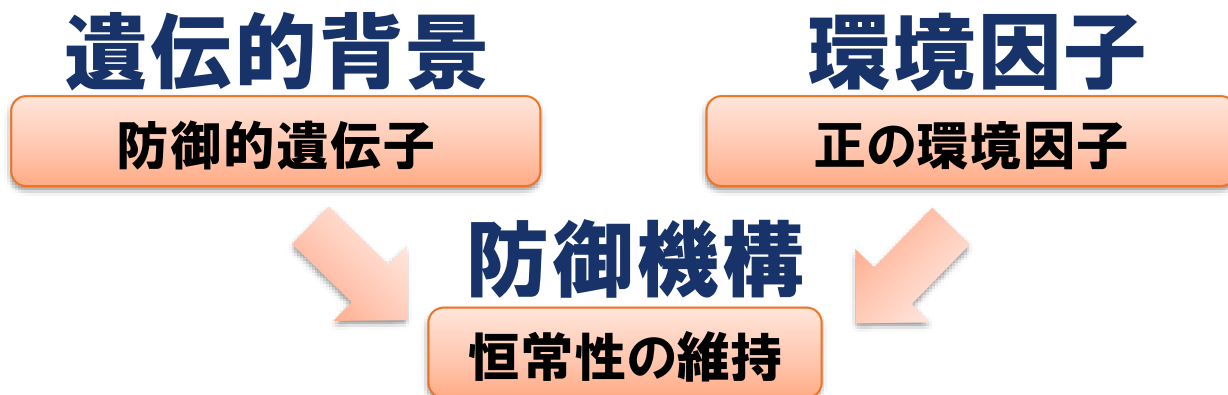 遺伝的背景
環境因子
防御的遺伝子
正の環境因子
防御機構
恒常性の維持